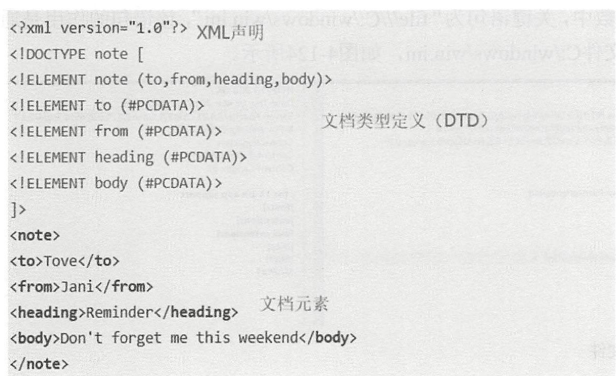 <?xml version="1.0"?> XML声明
<!DOCTYPE note [
<!ELEMENT note (to,from,heading,body)>
<!ELEMENT to (#PCDATA)>
<!ELEMENT from (#PCDATA)> 文档类型定义（DTD）
<!ELEMENT heading (#PCDATA)>
<!ELEMENT body (#PCDATA)>
]>
<note>
<to>Tove</to>
<from>Jani</from>
<heading>Reminder</heading> 文档元素
<body>Don't forget me this weekend</body>
</note>